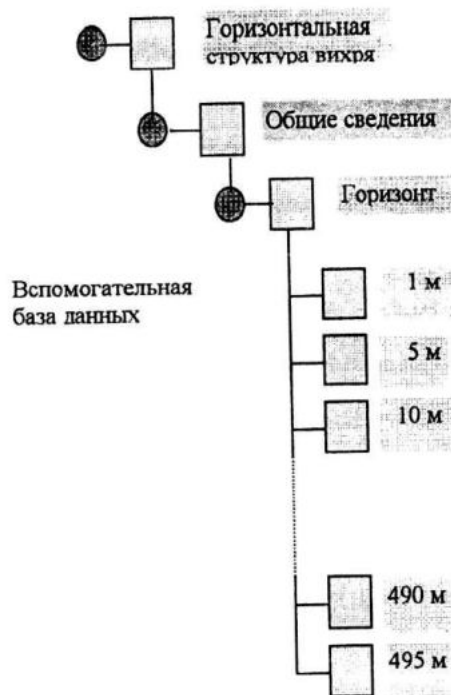 Горизонтальная
структура вихря
Общие сведения
Горизонт
Вспомогательная
база данных
1 м
5 м
10 м
490 м
495 м